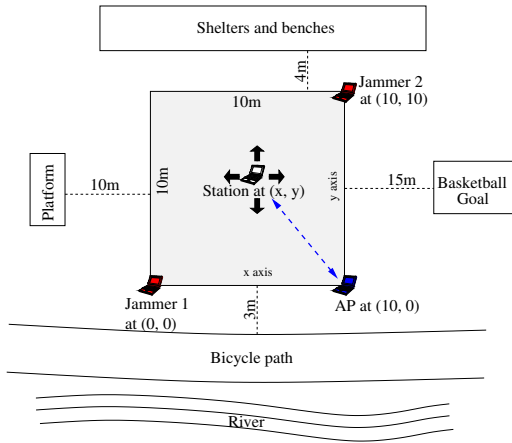 Shelters and benches
4m
Jammer 2
at (10, 10)
10m
Platform
10m
10m
Station at (x, y)
y axis
15m
Basketball
Goal
x axis
Jammer 1
at (0, 0)
3m
AP at (10, 0)
Bicycle path
River